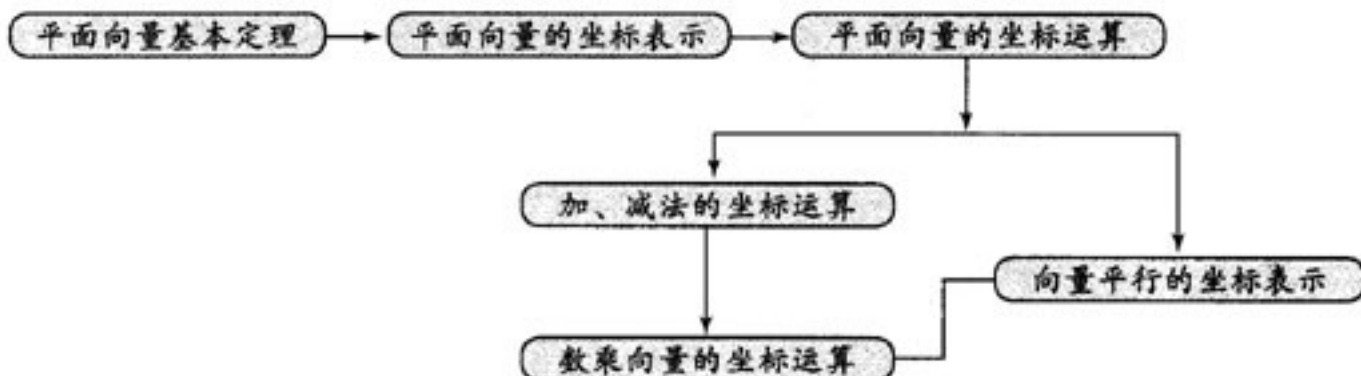 平面向量基本定理
平面向量的坐标表示
平面向量的坐标运算
加、减法的坐标运算
向量平行的坐标表示
数乘向量的坐标运算